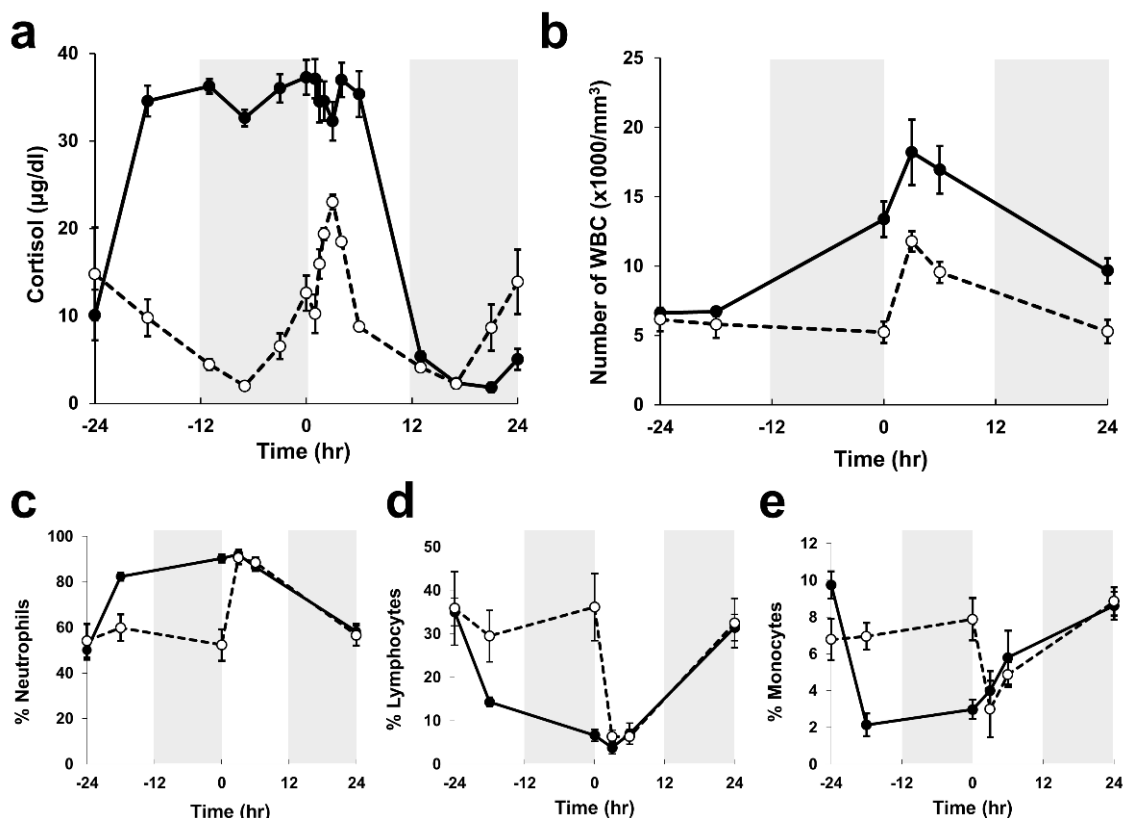 a
40
30
20
10
0
Cortisol (µg/dl)
-24 -12 0 12 24
Time (hr)
b
25
20
15
10
5
0
Number of WBC (x1000/mm³)
-24 -12 0 12 24
Time (hr)
c
100
80
60
40
20
0
% Neutrophils
-24 -12 0 12 24
Time (hr)
d
50
40
30
20
10
0
% Lymphocytes
-24 -12 0 12 24
Time (hr)
e
12
10
8
6
4
2
0
% Monocytes
-24 -12 0 12 24
Time (hr)